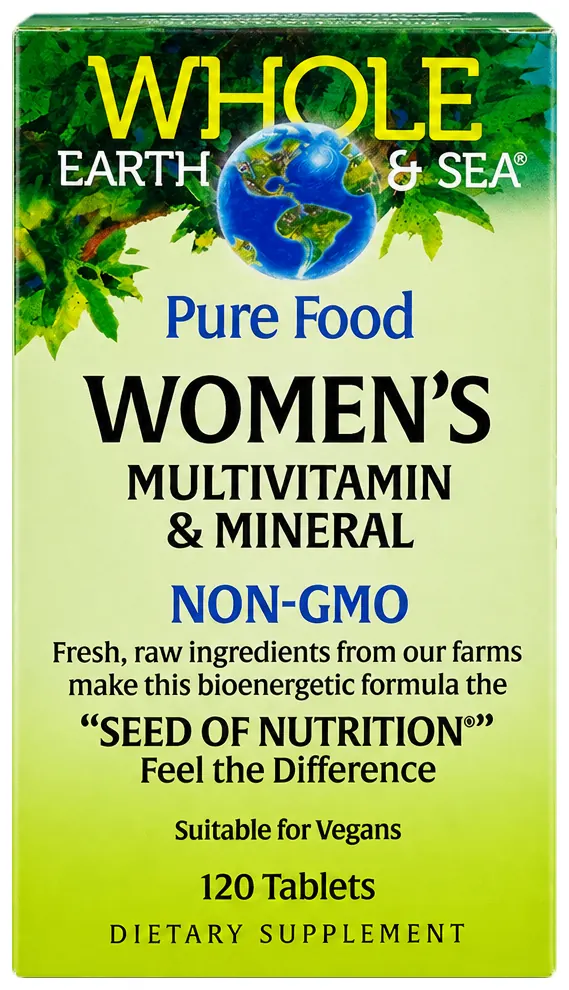 WHOLE
EARTH & SEA®
Pure Food
WOMEN’S
MULTIVITAMIN
& MINERAL
NON-GMO
Fresh, raw ingredients from our farms
make this bioenergetic formula the
“SEED OF NUTRITION®”
Feel the Difference
Suitable for Vegans
120 Tablets
DIETARY SUPPLEMENT